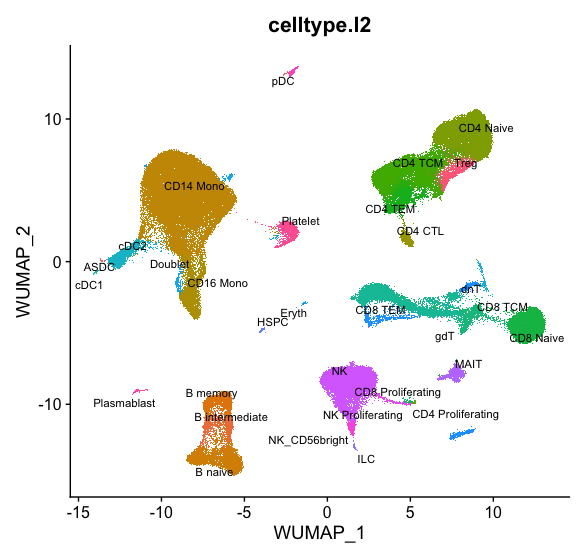 celltype.l2
pDC
10
CD4 Naive
CD4 TCM
Treg
CD14 Mono
CD4 TEM
Platelet
CD4 CTL
cDC2
WUMAP_2
0
ASDC
Doublet
cDC1
CD16 Mono
dnT
CD8 TEM
CD8 TCM
Eryth
HSPC
gdT
CD8 Naive
NK
MAIT
B memory
CD8 Proliferating
Plasmablast
-10
B intermediate
NK Proliferating
CD4 Proliferating
NK_CD56bright
ILC
B naive
-15
-10
-5
0
5
10
WUMAP_1